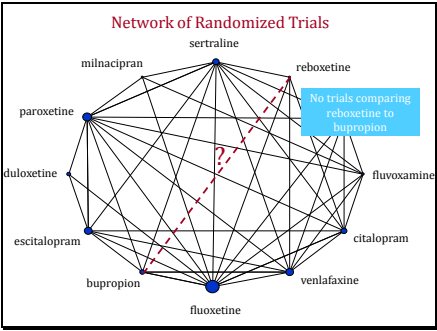 Network of Randomized Trials
sertraline
milnacipran
reboxetine
No trials comparing
reboxetine to
bupropion
paroxetine
?
duloxetine
fluvoxamine
escitalopram
citalopram
bupropion
venlafaxine
fluoxetine